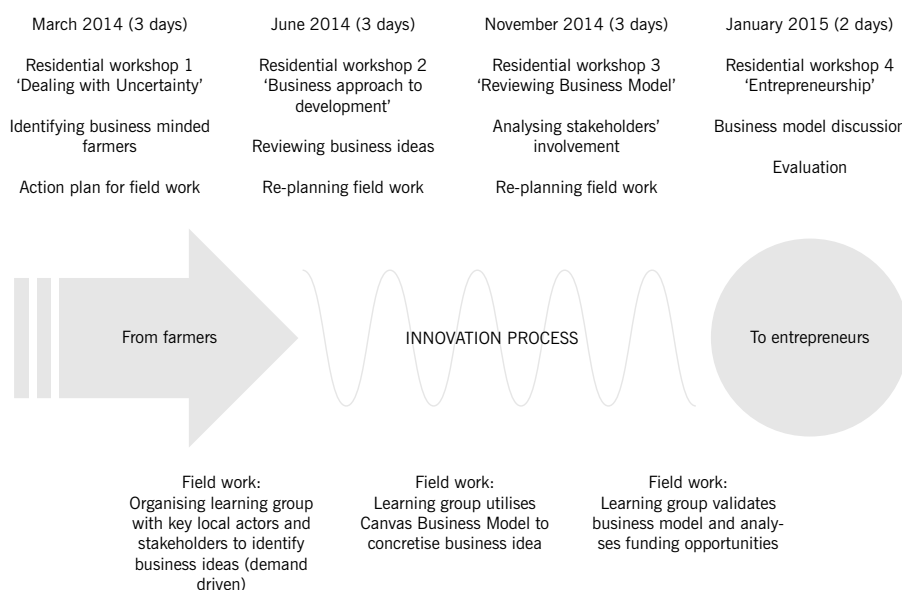 March 2014 (3 days)
Residential workshop 1
‘Dealing with Uncertainty’
Identifying business minded
farmers
Action plan for field work
June 2014 (3 days)
Residential workshop 2
‘Business approach to
development’
Reviewing business ideas
Re-planning field work
November 2014 (3 days)
Residential workshop 3
‘Reviewing Business Model’
Analysing stakeholders’
involvement
Re-planning field work
January 2015 (2 days)
Residential workshop 4
‘Entrepreneurship’
Business model discussion
Evaluation
From farmers
INNOVATION PROCESS
To entrepreneurs
Field work:
Organising learning group
with key local actors and
stakeholders to identify
business ideas (demand
driven)
Field work:
Learning group utilises
Canvas Business Model to
concretise business idea
Field work:
Learning group validates
business model and analy-
ses funding opportunities